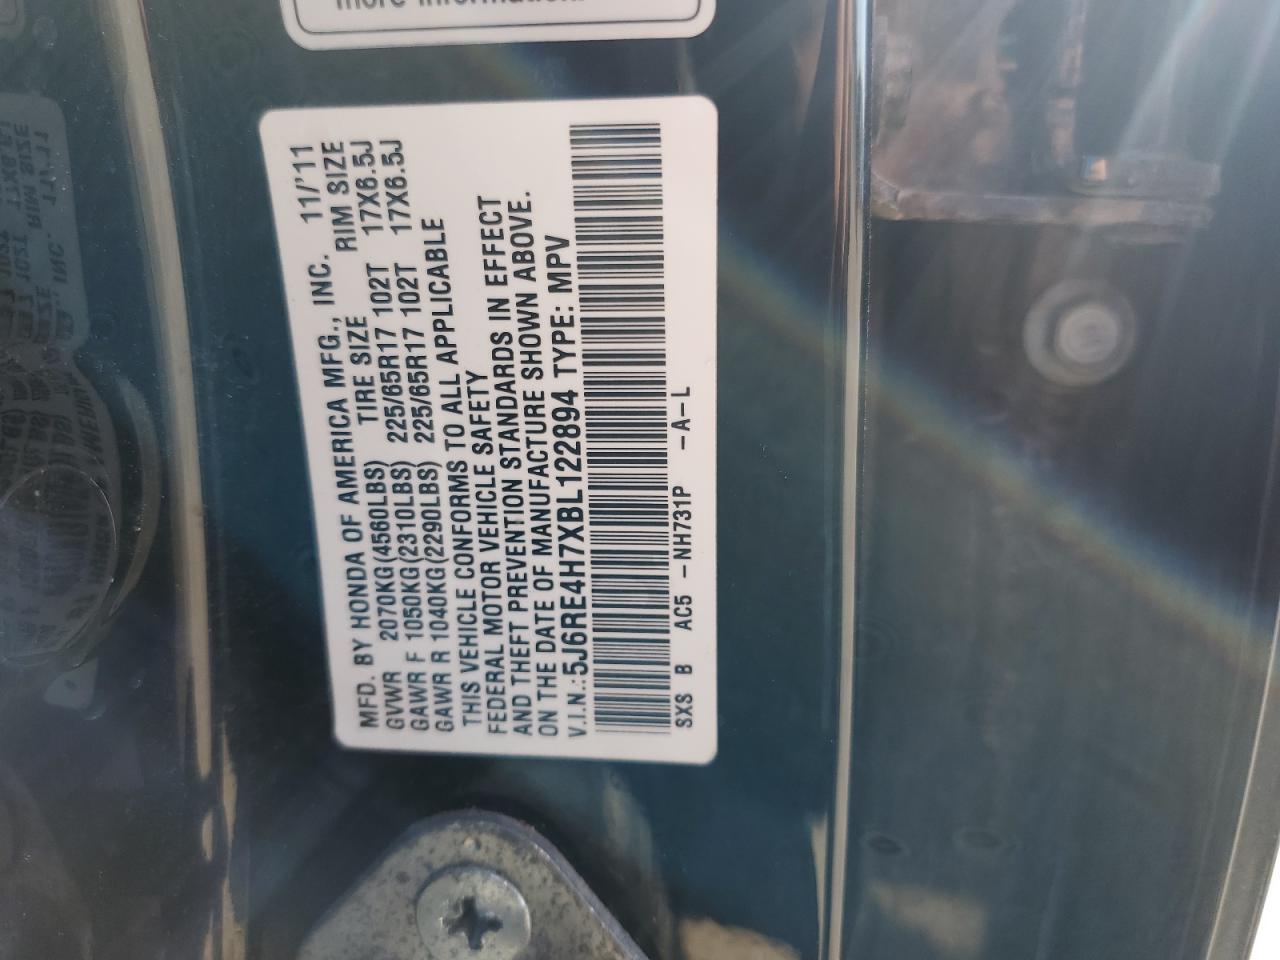 more information.
MFD. BY HONDA OF AMERICA MFG., INC. 11/'11
GVWR 2070KG(4560LBS) TIRE SIZE RIM SIZE
GAWR F 1050KG(2310LBS) 225/65R17 102T 17X6.5J
GAWR R 1040KG(2290LBS) 225/65R17 102T 17X6.5J
THIS VEHICLE CONFORMS TO ALL APPLICABLE
FEDERAL MOTOR VEHICLE SAFETY
AND THEFT PREVENTION STANDARDS IN EFFECT
ON THE DATE OF MANUFACTURE SHOWN ABOVE.
V.I.N.:5J6RE4H7XBL122894 TYPE: MPV
SXS B AC5 -NH731P -A-L